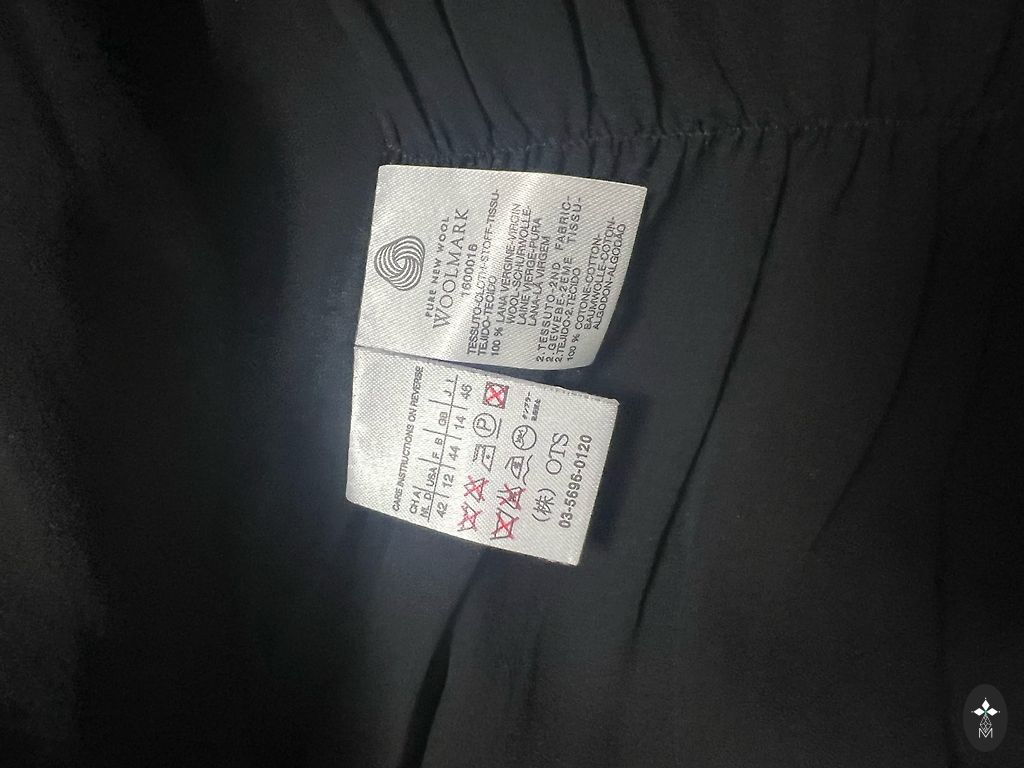 PURE NEW WOOL
WOOLMARK
1600018
TESSUTO-CLOTH-STOFF-TISSU-
TEJIDO-TECIDO
100 % LANA VERGINE-VIRGIN
WOOL-SCHURWOLLE-
LAINE VIERGE-PURA
LANA-LÃ VIRGEM
2.TESSUTO-2ND FABRIC-
2.GEWEBE-2EME TISSU-
2.TEJIDO-2.TECIDO
100 % COTONE-COTTON-
BAUMWOLLE-COTON-
ALGODON-ALGODÃO
CARE INSTRUCTIONS ON REVERSE
CH A
NL D USA F B GB J I
42 12 44 14 46
P
(株) OTS
03-5696-0120
M